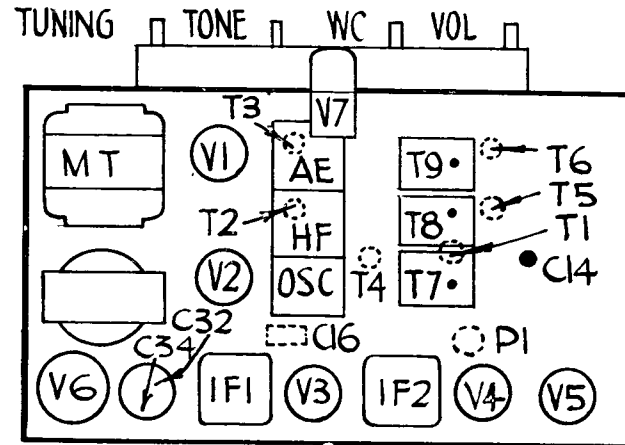 TUNING TONE WC VOL
T3 V7
MT V1 AE T9 T6
T2 HF T8 T5
T1
V2 OSC T4 T7 C14
C32
C34 C16 P1
V6 IF1 V3 IF2 V4 V5